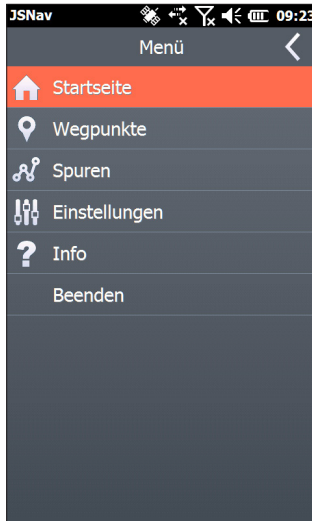 JSNav 09:23
Menü
Startseite
Wegpunkte
Spuren
Einstellungen
Info
Beenden